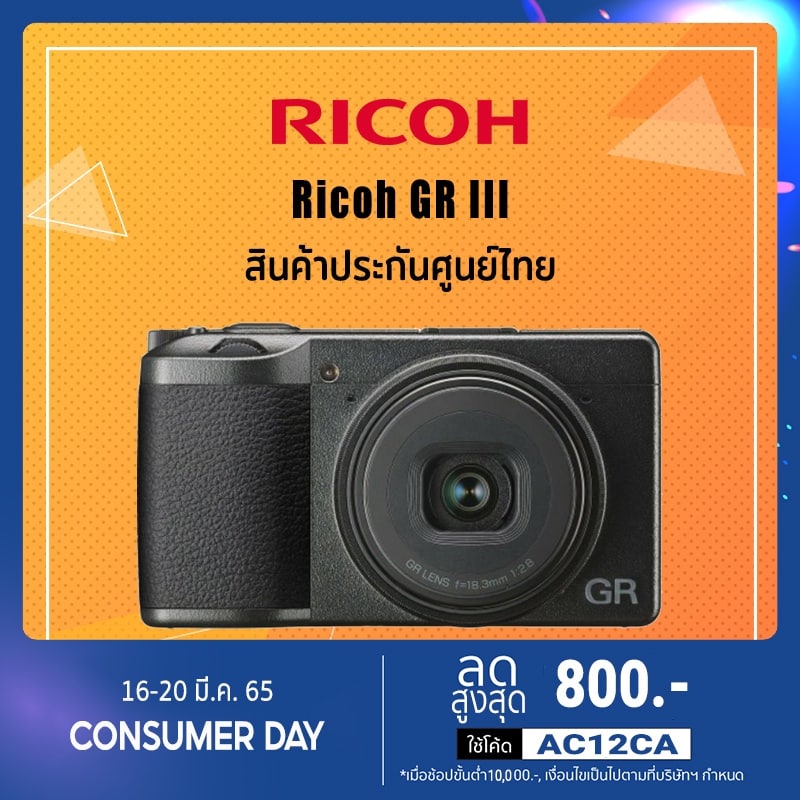 RICOH
Ricoh GR III
สินค้าประกันศูนย์ไทย
GR LENS f=18.3mm 1:2.8
GR
16-20 มี.ค. 65
CONSUMER DAY
ลดสูงสุด 800.-
ใช้โค้ด AC12CA
*เมื่อช้อปขั้นต่ำ10,000.-, เงื่อนไขเป็นไปตามที่บริษัทฯ กำหนด